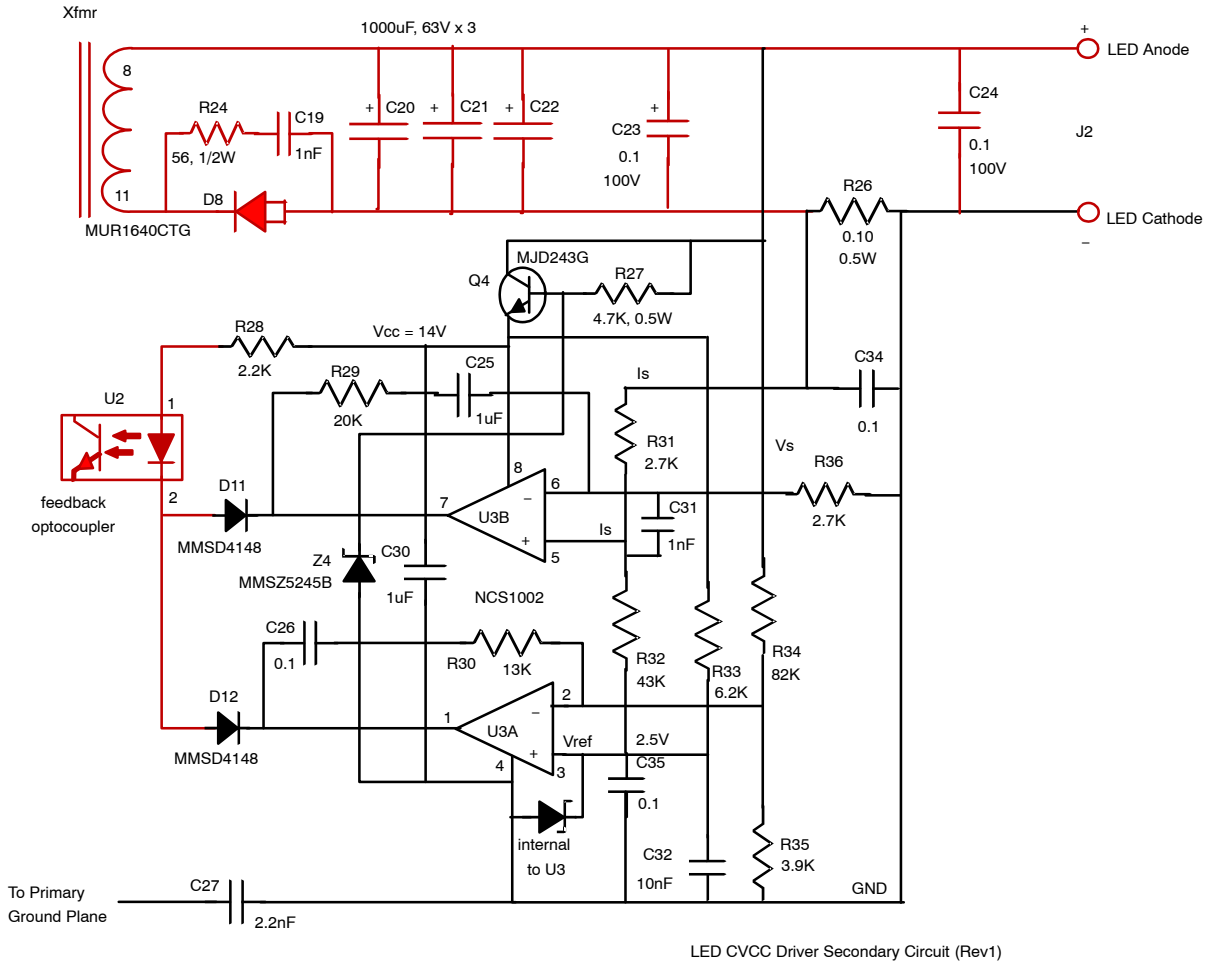 Xfmr
1000uF, 63V x 3
+
LED Anode
8
R24
C19
56, 1/2W
1nF
+
C20
+
C21
+
C22
+
C23
0.1
100V
C24
0.1
100V
J2
11
D8
MUR1640CTG
R26
0.10
0.5W
LED Cathode
−
MJD243G
Q4
R27
4.7K, 0.5W
R28
2.2K
Vcc = 14V
C25
1uF
R29
20K
Is
C34
0.1
U2
1
2
feedback
optocoupler
R31
2.7K
Vs
R36
2.7K
D11
MMSD4148
7
8
6
−
U3B
+
5
Is
C31
1nF
Z4
MMSZ5245B
C30
1uF
NCS1002
C26
0.1
R30
13K
R32
43K
R33
6.2K
R34
82K
D12
MMSD4148
1
2
−
U3A
+
3
4
Vref
2.5V
C35
0.1
internal
to U3
C32
10nF
R35
3.9K
GND
To Primary
Ground Plane
C27
2.2nF
LED CVCC Driver Secondary Circuit (Rev1)